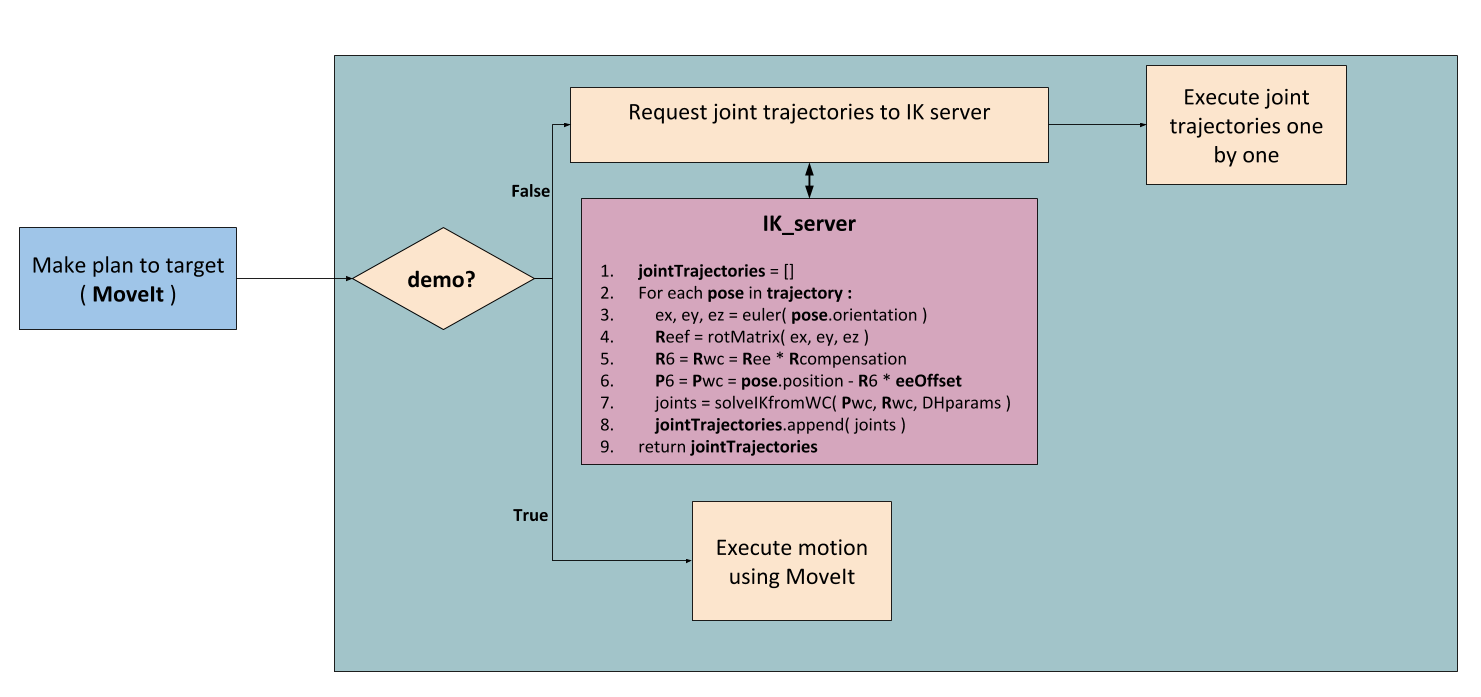 Make plan to target
( MoveIt )
demo?
False
Request joint trajectories to IK server
Execute joint
trajectories one
by one
IK_server
1. jointTrajectories = []
2. For each pose in trajectory :
3. ex, ey, ez = euler( pose.orientation )
4. Reef = rotMatrix( ex, ey, ez )
5. R6 = Rwc = Ree * Rcompensation
6. P6 = Pwc = pose.position - R6 * eeOffset
7. joints = solveIKfromWC( Pwc, Rwc, DHparams )
8. jointTrajectories.append( joints )
9. return jointTrajectories
True
Execute motion
using MoveIt